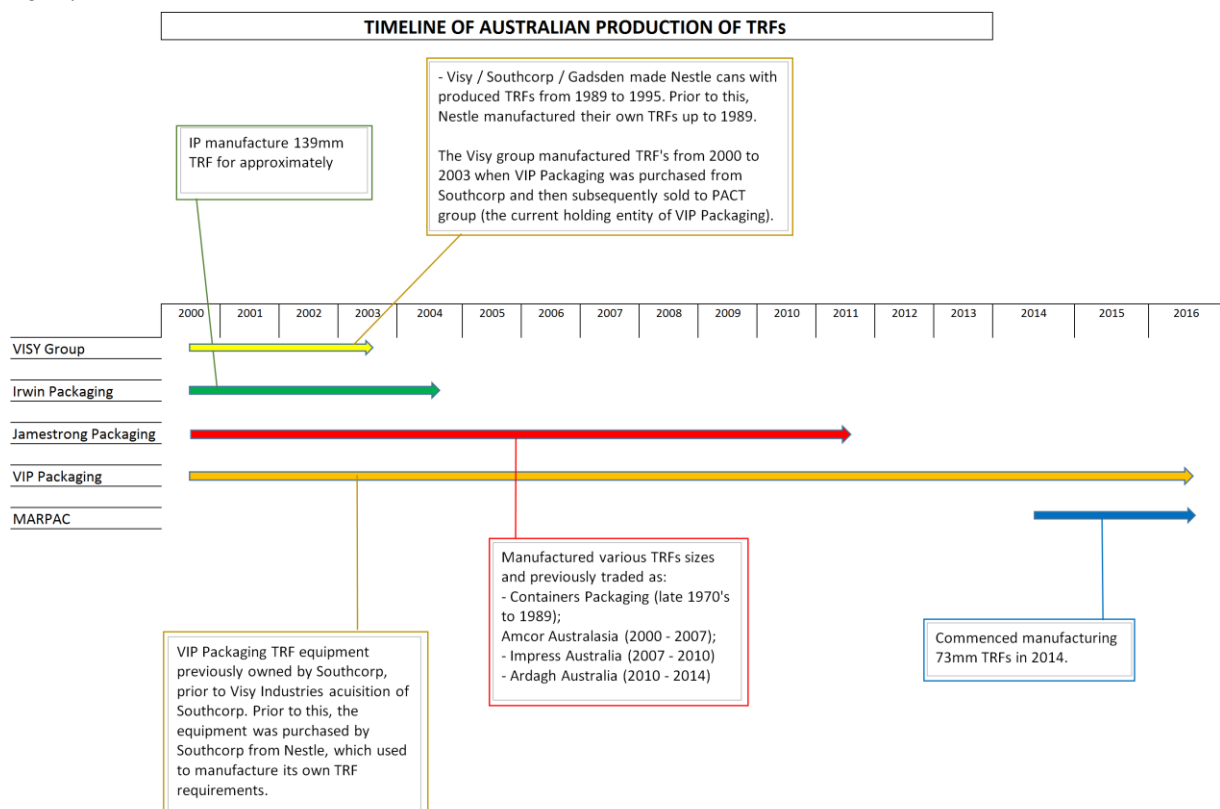 TIMELINE OF AUSTRALIAN PRODUCTION OF TRFs
- Visy / Southcorp / Gadsden made Nestle cans with
produced TRFs from 1989 to 1995. Prior to this,
Nestle manufactured their own TRFs up to 1989.
The Visy group manufactured TRF's from 2000 to
2003 when VIP Packaging was purchased from
Southcorp and then subsequently sold to PACT
group (the current holding entity of VIP Packaging).
IP manufacture 139mm
TRF for approximately
2000 2001 2002 2003 2004 2005 2006 2007 2008 2009 2010 2011 2012 2013 2014 2015 2016
VISY Group
Irwin Packaging
Jamestrong Packaging
VIP Packaging
MARPAC
Manufactured various TRFs sizes
and previously traded as:
- Containers Packaging (late 1970's
to 1989);
Amcor Australasia (2000 - 2007);
- Impress Australia (2007 - 2010)
- Ardagh Australia (2010 - 2014)
Commenced manufacturing
73mm TRFs in 2014.
VIP Packaging TRF equipment
previously owned by Southcorp,
prior to Visy Industries acuisition of
Southcorp. Prior to this, the
equipment was purchased by
Southcorp from Nestle, which used
to manufacture its own TRF
requirements.